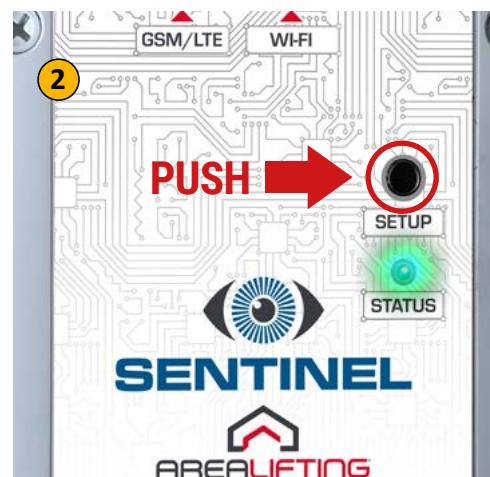 GSM/LTE WI-FI
2
PUSH
SETUP
STATUS
SENTINEL
AREALIFTING